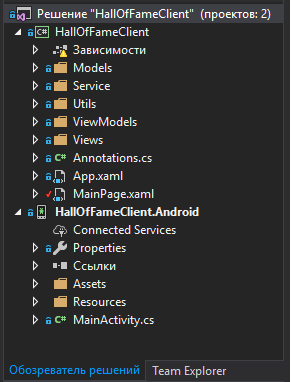 Решение "HallOfFameClient" (проектов: 2)
C# HallOfFameClient
Зависимости
Models
Service
Utils
ViewModels
Views
C# Annotations.cs
App.xaml
MainPage.xaml
HallOfFameClient.Android
Connected Services
Properties
Ссылки
Assets
Resources
C# MainActivity.cs
Обозреватель решений Team Explorer